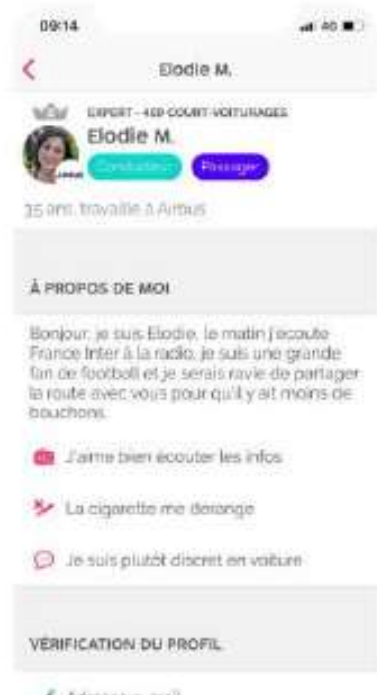 09:14
4G
Elodie M.
EXPERT - 469 COURT-VOITURAGES
Elodie M.
Conducteur Passager
35 ans, travaille à Airbus
À PROPOS DE MOI
Bonjour, je suis Elodie, le matin j'écoute
France Inter à la radio, je suis une grande
fan de football et je serais ravie de partager
la route avec vous pour qu'il y ait moins de
bouchons.
J'aime bien écouter les infos
La cigarette me dérange
Je suis plutôt discret en voiture
VÉRIFICATION DU PROFIL